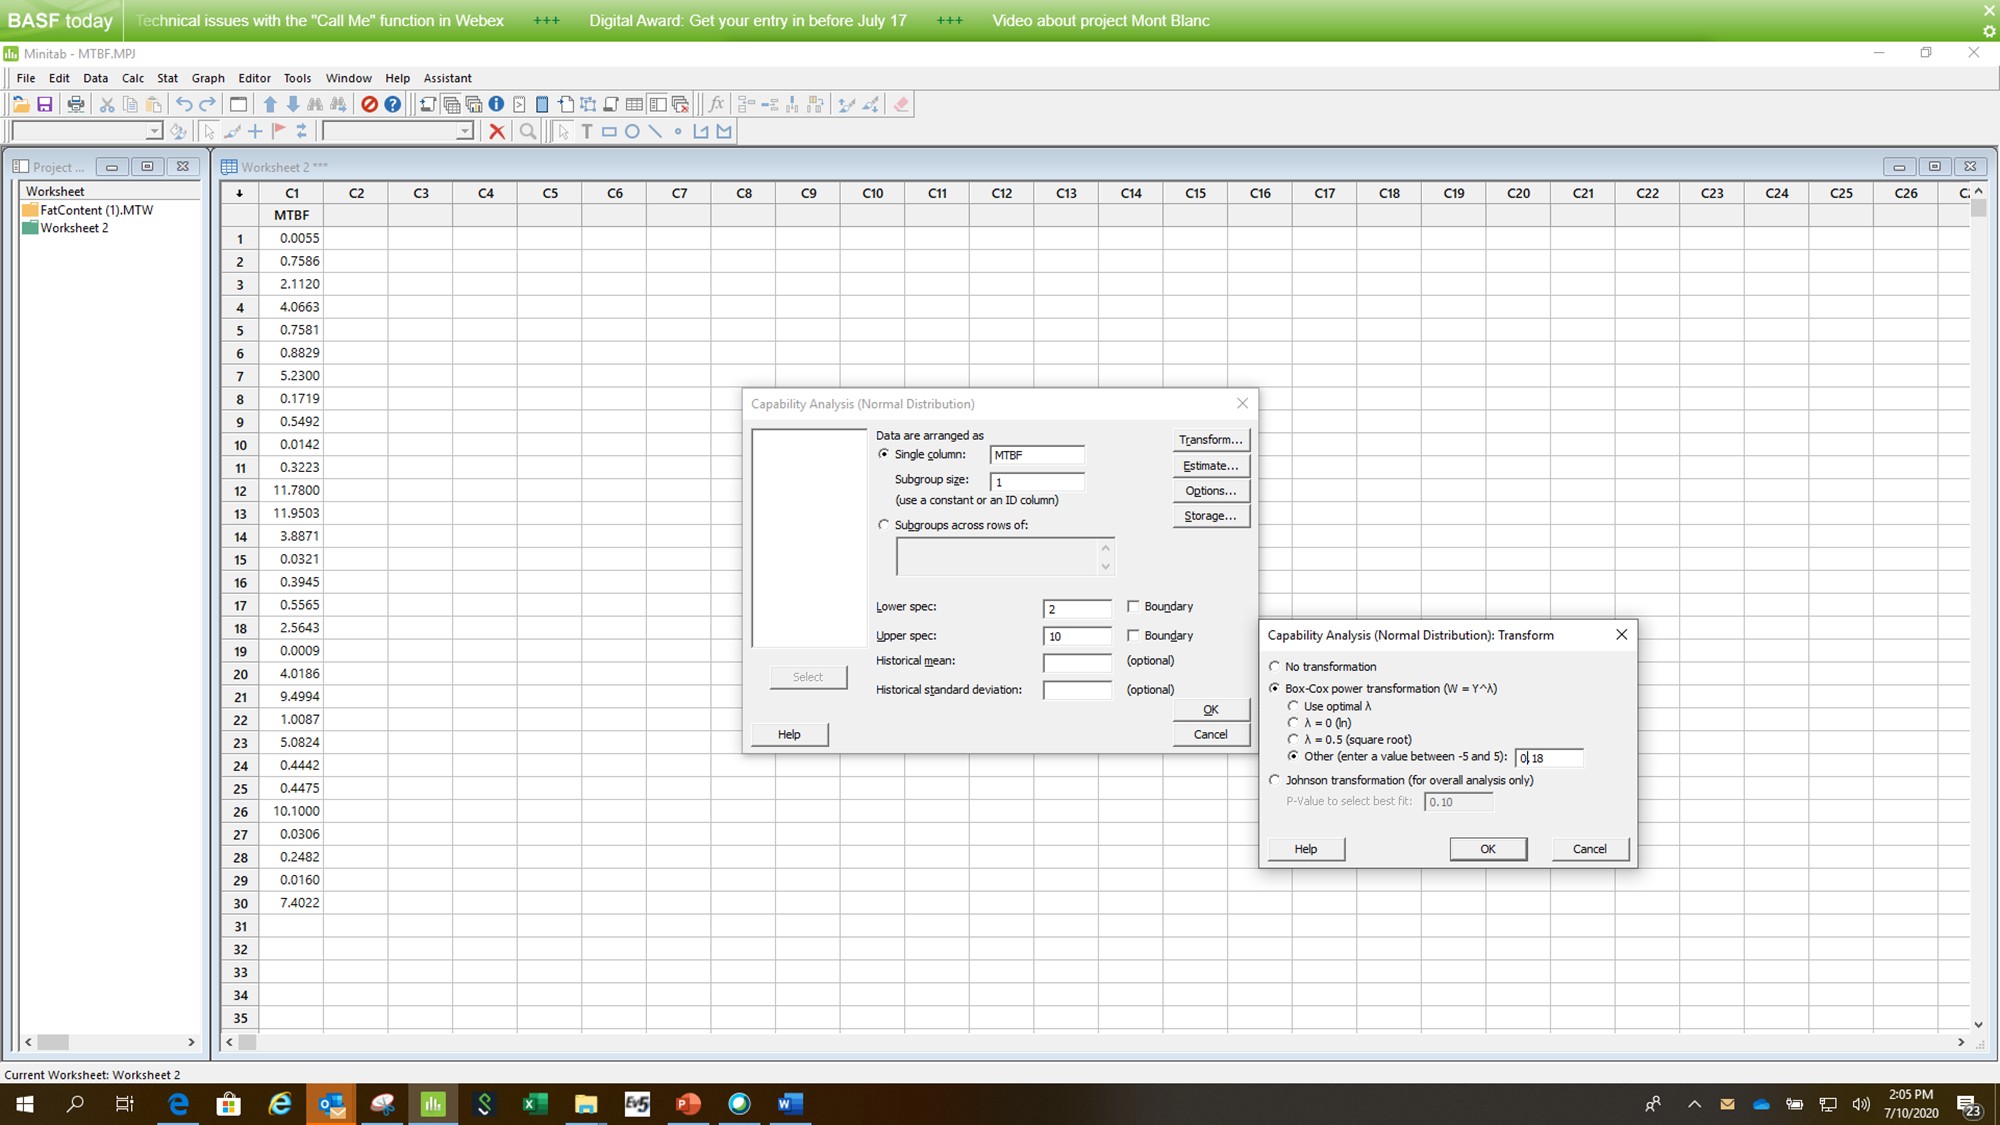 BASF today Technical issues with the "Call Me" function in Webex +++ Digital Award: Get your entry in before July 17 +++ Video about project Mont Blanc
Minitab - MTBF.MPJ
File Edit Data Calc Stat Graph Editor Tools Window Help Assistant
Project ...
Worksheet
FatContent (1).MTW
Worksheet 2
Worksheet 2 ***
C1 C2 C3 C4 C5 C6 C7 C8 C9 C10 C11 C12 C13 C14 C15 C16 C17 C18 C19 C20 C21 C22 C23 C24 C25 C26
MTBF
1 0.0055
2 0.7586
3 2.1120
4 4.0663
5 0.7581
6 0.8829
7 5.2300
8 0.1719
9 0.5492
10 0.0142
11 0.3223
12 11.7800
13 11.9503
14 3.8871
15 0.0321
16 0.3945
17 0.5565
18 2.5643
19 0.0009
20 4.0186
21 9.4994
22 1.0087
23 5.0824
24 0.4442
25 0.4475
26 10.1000
27 0.0306
28 0.2482
29 0.0160
30 7.4022
31
32
33
34
35
Capability Analysis (Normal Distribution)
Data are arranged as
Single column: MTBF
Subgroup size: 1
(use a constant or an ID column)
Subgroups across rows of:
Transform...
Estimate...
Options...
Storage...
Lower spec: 2 Boundary
Upper spec: 10 Boundary
Historical mean: (optional)
Historical standard deviation: (optional)
Select
OK
Help
Cancel
Capability Analysis (Normal Distribution): Transform
No transformation
Box-Cox power transformation (W = Y^λ)
Use optimal λ
λ = 0 (ln)
λ = 0.5 (square root)
Other (enter a value between -5 and 5): 0.18
Johnson transformation (for overall analysis only)
P-Value to select best fit: 0.10
Help OK Cancel
Current Worksheet: Worksheet 2
Ev5
2:05 PM
7/10/2020
23